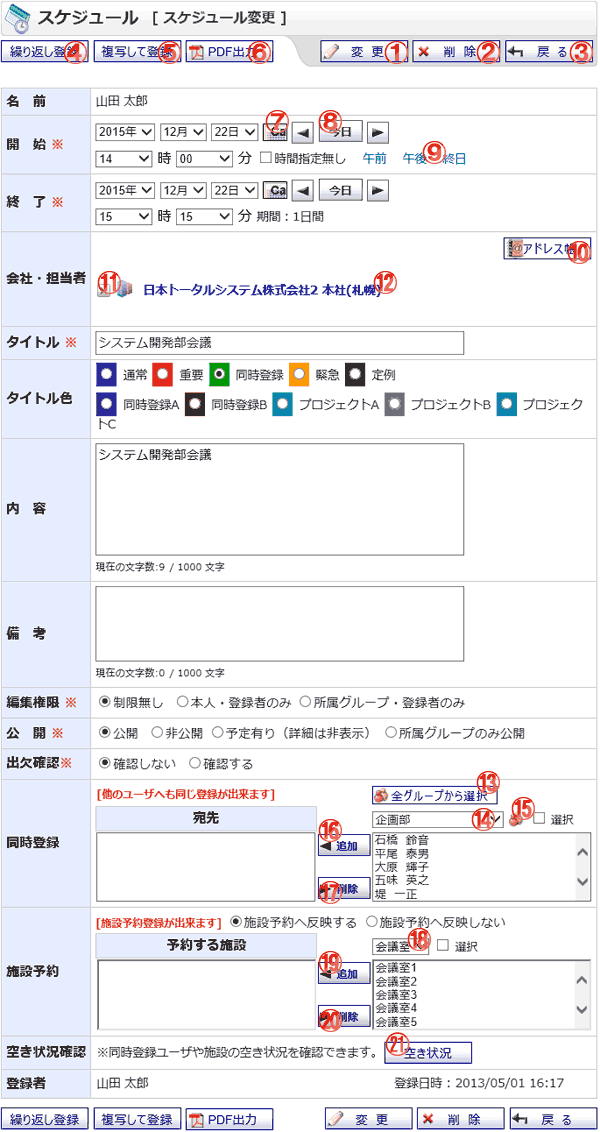 スケジュール [ スケジュール変更 ]
繰り返し登録 ④ 複写して登録 ⑤ PDF出力 ⑥ 変 更 ① 削 除 ② 戻 る ③
名 前 山田 太郎
⑦ ⑧
開 始 ※ 2015年 12月 22日 Ca ◀ 今日 ▶
14 時 00 分 時間指定無し 午前 午後 ⑨ 終日
終 了 ※ 2015年 12月 22日 Ca ◀ 今日 ▶
15 時 15 分 期間：1日間
@アドレス帳 ⑩
会社・担当者 ⑪ 日本トータルシステム株式会社2 本社(札幌) ⑫
タイトル ※ システム開発部会議
タイトル色 通常 重要 同時登録 緊急 定例
同時登録A 同時登録B プロジェクトA プロジェクトB プロジェク
トC
内 容 システム開発部会議
現在の文字数:9 / 1000 文字
備 考
現在の文字数:0 / 1000 文字
編集権限 ※ 制限無し 本人・登録者のみ 所属グループ・登録者のみ
公 開 ※ 公開 非公開 予定有り（詳細は非表示） 所属グループのみ公開
出欠確認※ 確認しない 確認する
同時登録 [他のユーザへも同じ登録が出来ます] 全グループから選択 ⑬
宛先 企画部 ⑭ ⑮ 選択
⑯ ◀ 追加 石橋 鈴音
平尾 泰男
大原 輝子
五味 英之
⑰ 削除 堤 一正
施設予約 [施設予約登録が出来ます] 施設予約へ反映する 施設予約へ反映しない
予約する施設 会議室 ⑱ 選択
⑲ ◀ 追加 会議室1
会議室2
会議室3
会議室4
⑳ 削除 会議室5
空き状況確認 ※同時登録ユーザや施設の空き状況を確認できます。 ㉑ 空き状況
登録者 山田 太郎 登録日時：2013/05/01 16:17
繰り返し登録 複写して登録 PDF出力 変 更 削 除 戻 る